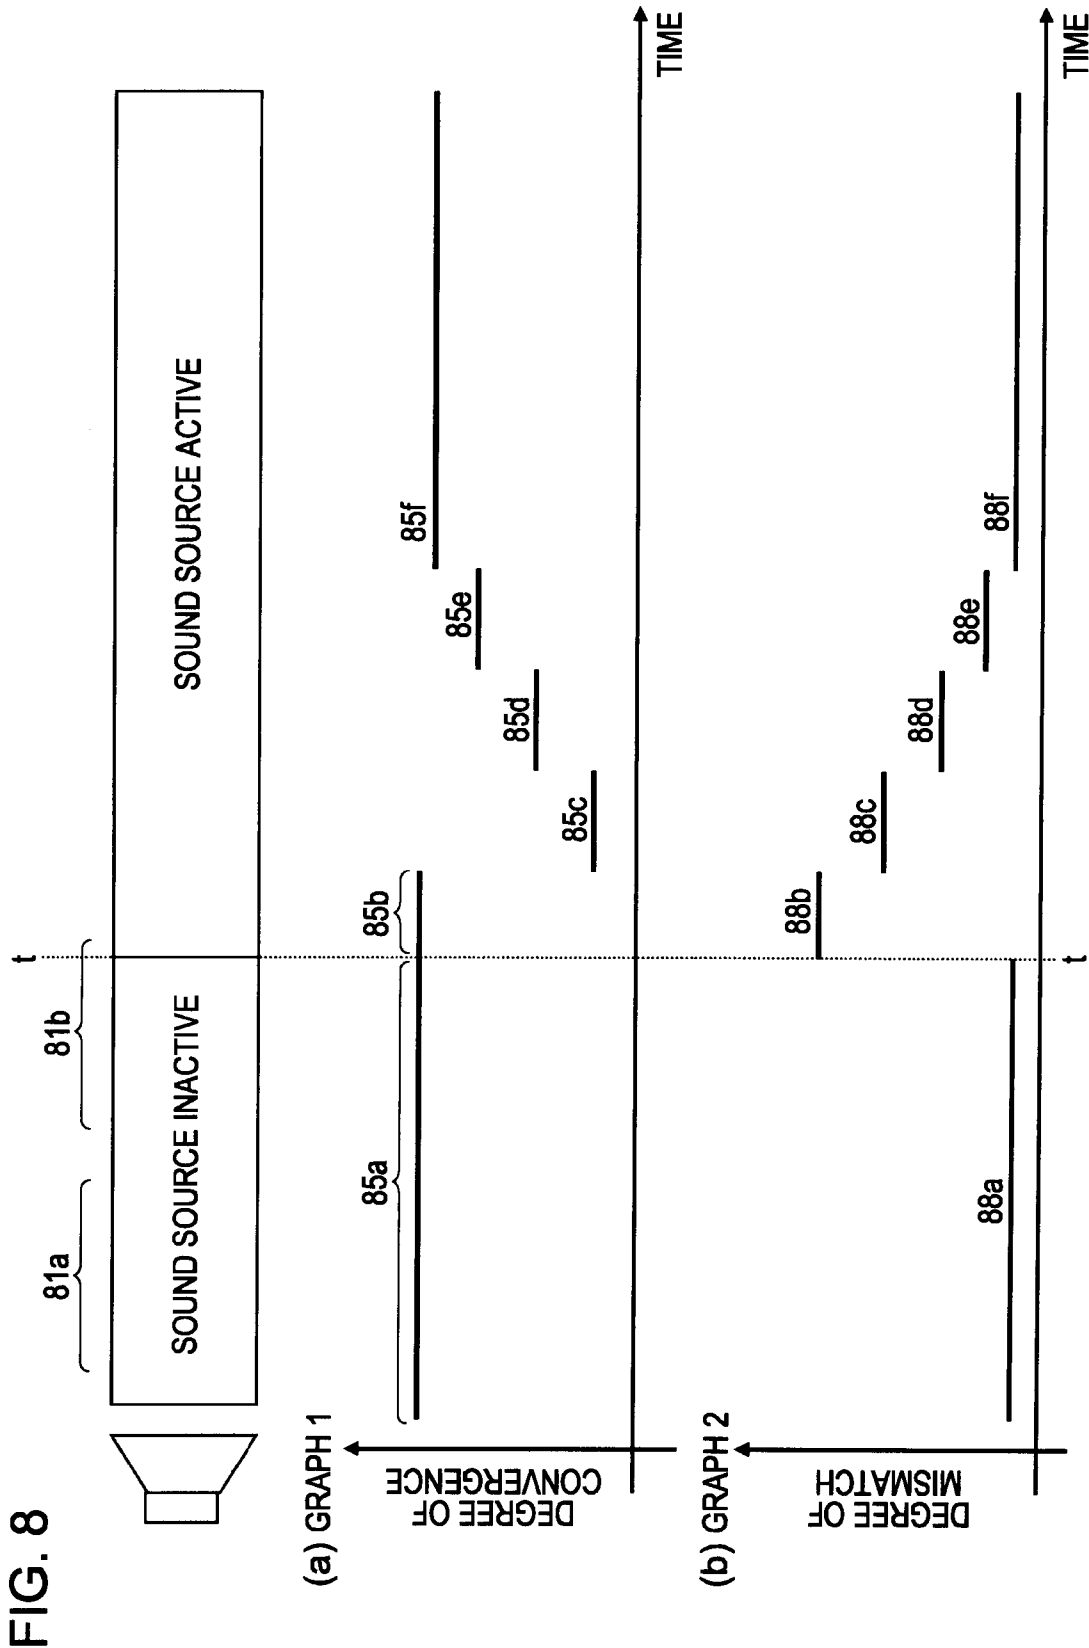 FIG. 8
81a
81b
t
SOUND SOURCE INACTIVE
SOUND SOURCE ACTIVE
(a) GRAPH 1
DEGREE OF
CONVERGENCE
85a
85b
85c
85d
85e
85f
TIME
(b) GRAPH 2
DEGREE OF
MISMATCH
88a
88b
88c
88d
88e
88f
t
TIME